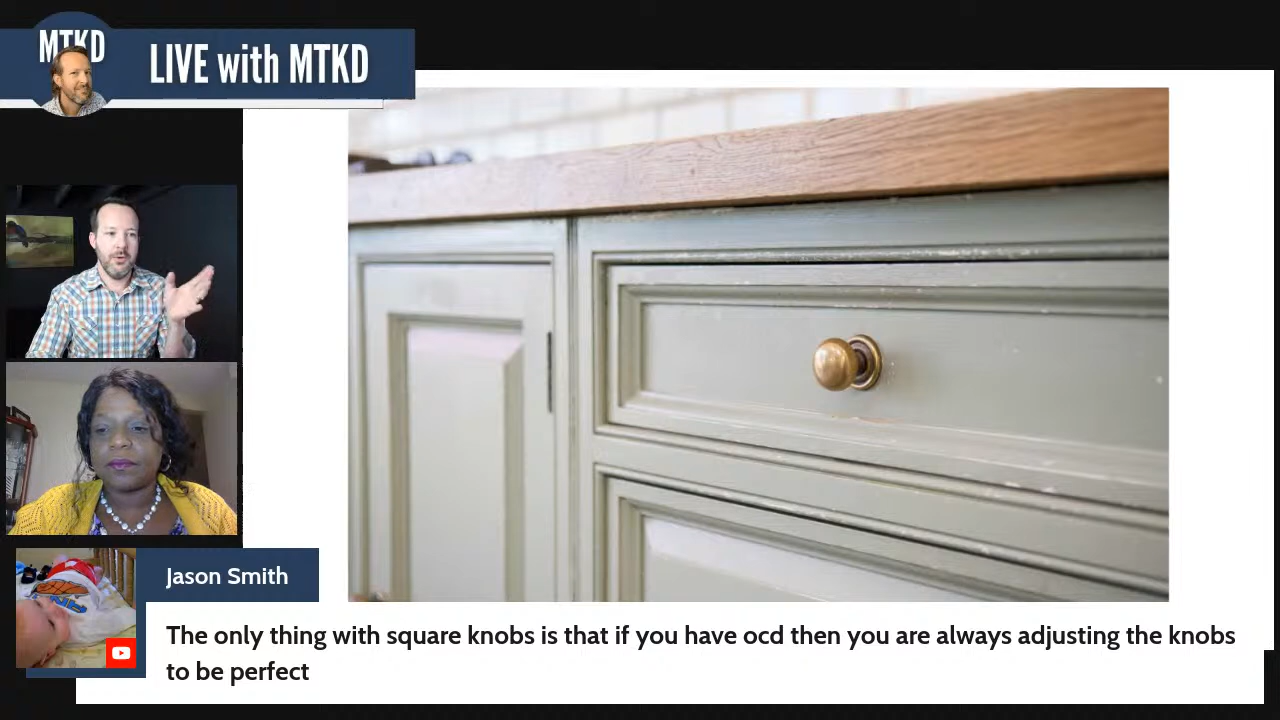 MTKD
LIVE with MTKD
Jason Smith
The only thing with square knobs is that if you have ocd then you are always adjusting the knobs
to be perfect